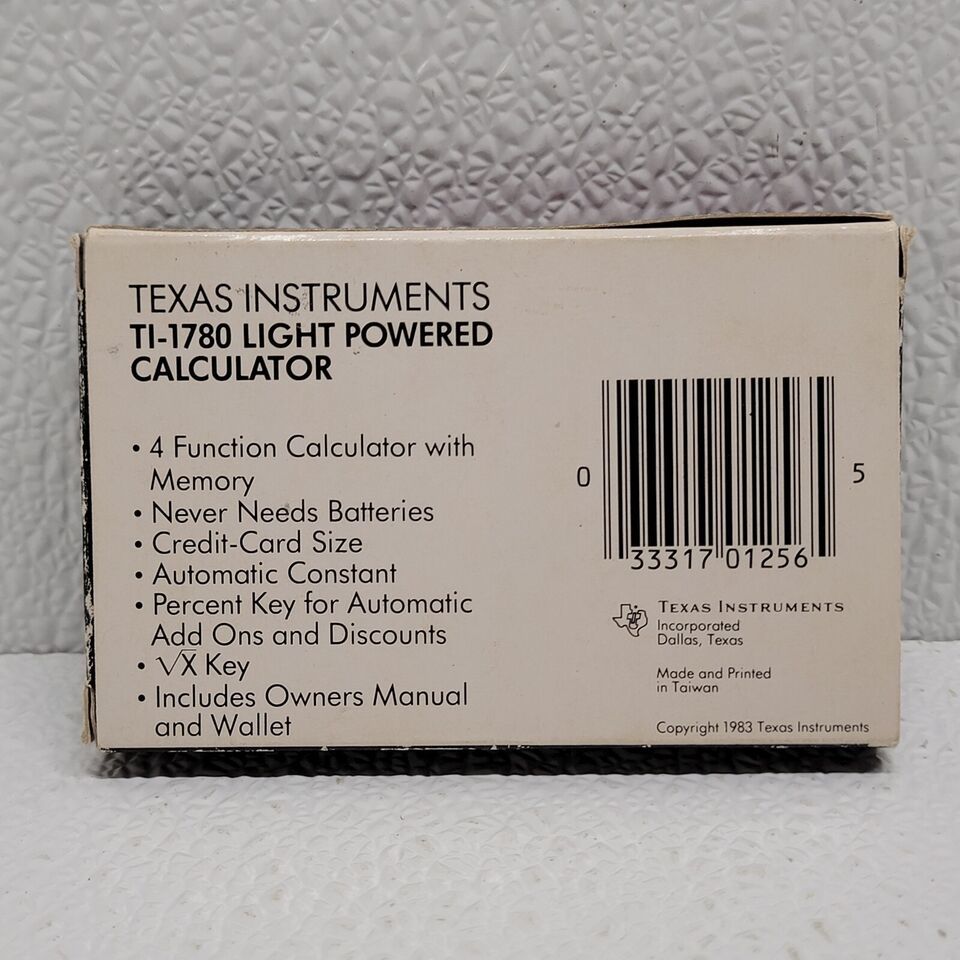 TEXAS INSTRUMENTS
TI-1780 LIGHT POWERED
CALCULATOR
• 4 Function Calculator with
Memory
• Never Needs Batteries
• Credit-Card Size
• Automatic Constant
• Percent Key for Automatic
Add Ons and Discounts
• √X Key
• Includes Owners Manual
and Wallet
0 33317 01256 5
TEXAS INSTRUMENTS
Incorporated
Dallas, Texas
Made and Printed
in Taiwan
Copyright 1983 Texas Instruments